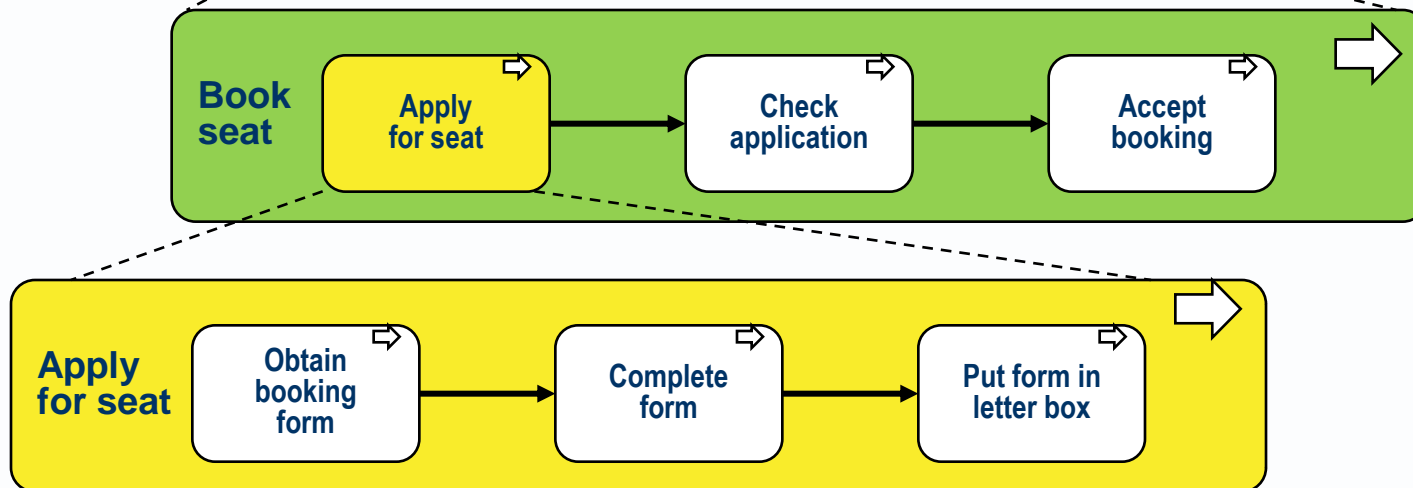 Book
seat
Apply
for seat
Check
application
Accept
booking
Apply
for seat
Obtain
booking
form
Complete
form
Put form in
letter box